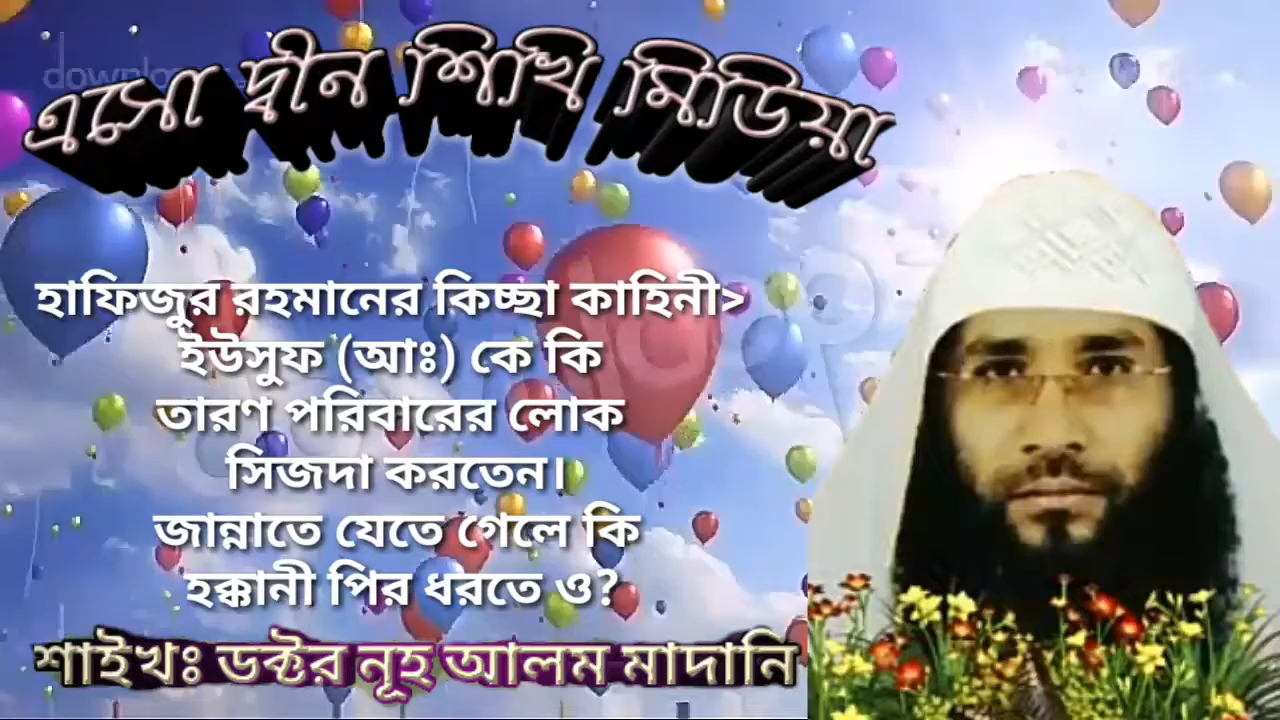 এসো দ্বীন শিখি মিডিয়া
হাফিজুর রহমানের কিচ্ছা কাহিনী>
ইউসুফ (আঃ) কে কি
তারণ পরিবারের লোক
সিজদা করতেন।
জান্নাতে যেতে গেলে কি
হক্কানী পির ধরতে ও?
শাইখঃ ডক্টর নূহ আলম মাদানি